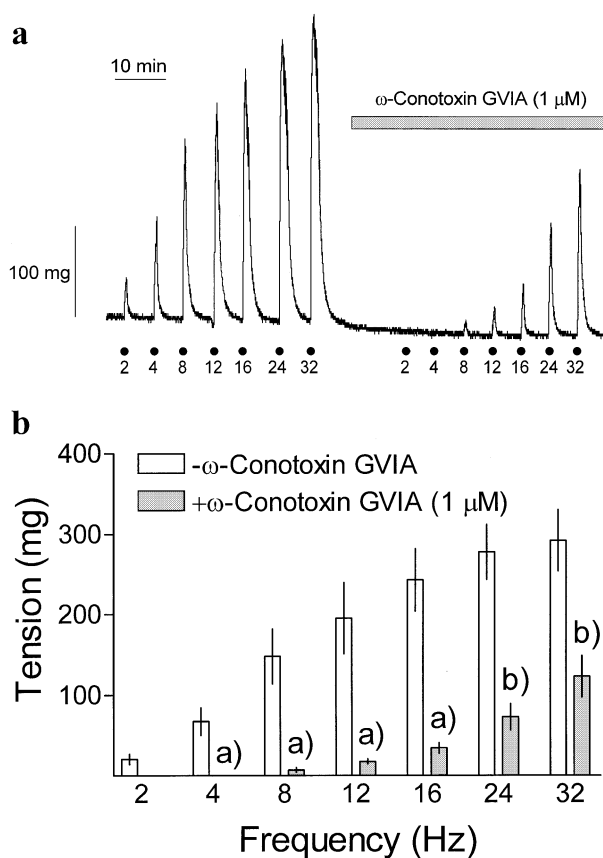 a
10 min
ω-Conotoxin GVIA (1 μM)
100 mg
2 4 8 12 16 24 32 2 4 8 12 16 24 32
b
400
300
200
100
Tension (mg)
-ω-Conotoxin GVIA
+ω-Conotoxin GVIA (1 μM)
a) a) a) a) b) b)
2 4 8 12 16 24 32
Frequency (Hz)